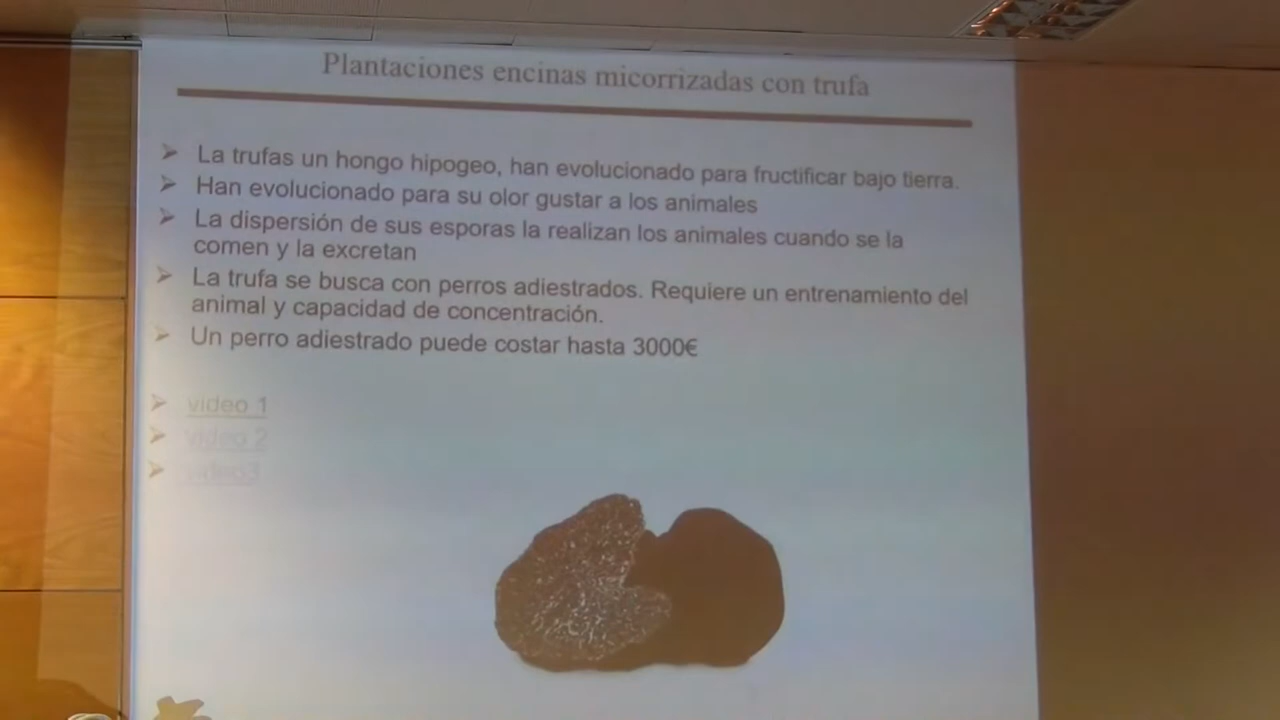 Plantaciones encinas micorrizadas con trufa
La trufas un hongo hipogeo, han evolucionado para fructificar bajo tierra.
Han evolucionado para su olor gustar a los animales
La dispersión de sus esporas la realizan los animales cuando se la
comen y la excretan
La trufa se busca con perros adiestrados. Requiere un entrenamiento del
animal y capacidad de concentración.
Un perro adiestrado puede costar hasta 3000€
video 1
video 2
video3